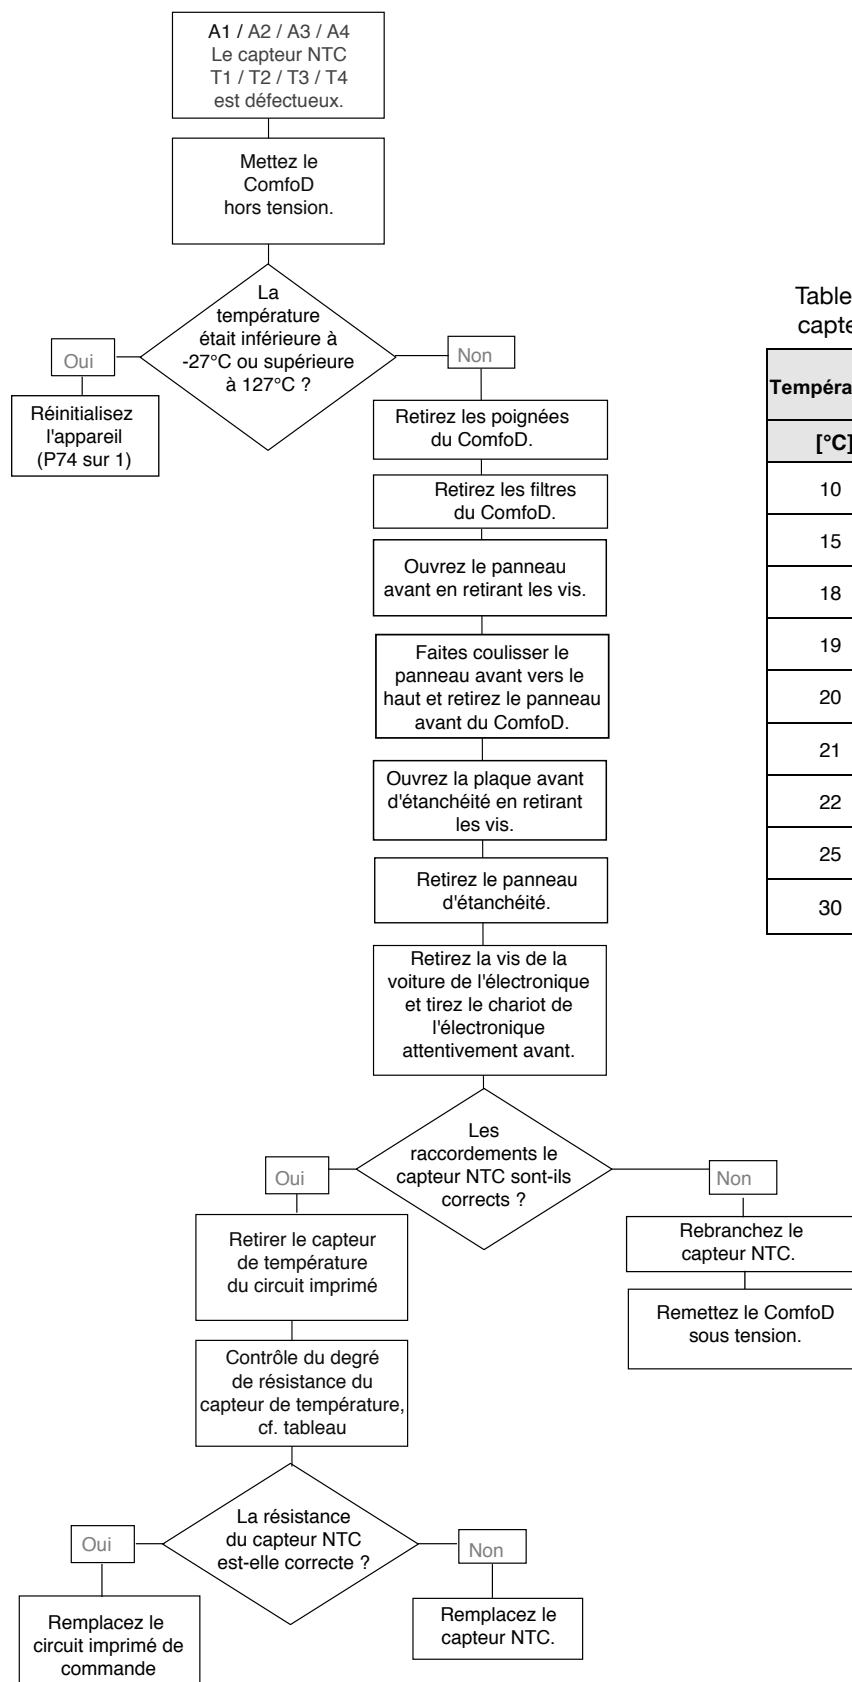 A1 / A2 / A3 / A4
Le capteur NTC
T1 / T2 / T3 / T4
est défectueux.
Mettez le
ComfoD
hors tension.
La
température
était inférieure à
-27°C ou supérieure
à 127°C ?
Oui
Non
Réinitialisez
l'appareil
(P74 sur 1)
Retirez les poignées
du ComfoD.
Retirez les filtres
du ComfoD.
Ouvrez le panneau
avant en retirant les vis.
Faites coulisser le
panneau avant vers le
haut et retirez le panneau
avant du ComfoD.
Ouvrez la plaque avant
d'étanchéité en retirant
les vis.
Retirez le panneau
d'étanchéité.
Retirez la vis de la
voiture de l'électronique
et tirez le chariot de
l'électronique
attentivement avant.
Les
raccordements le
capteur NTC sont-ils
corrects ?
Oui
Non
Retirer le capteur
de température
du circuit imprimé
Rebranchez le
capteur NTC.
Remettez le ComfoD
sous tension.
Contrôle du degré
de résistance du
capteur de température,
cf. tableau
La résistance
du capteur NTC
est-elle correcte ?
Oui
Non
Remplacez le
circuit imprimé de
commande
Remplacez le
capteur NTC.
Table
capte
Tempéra
[°C]
10
15
18
19
20
21
22
25
30